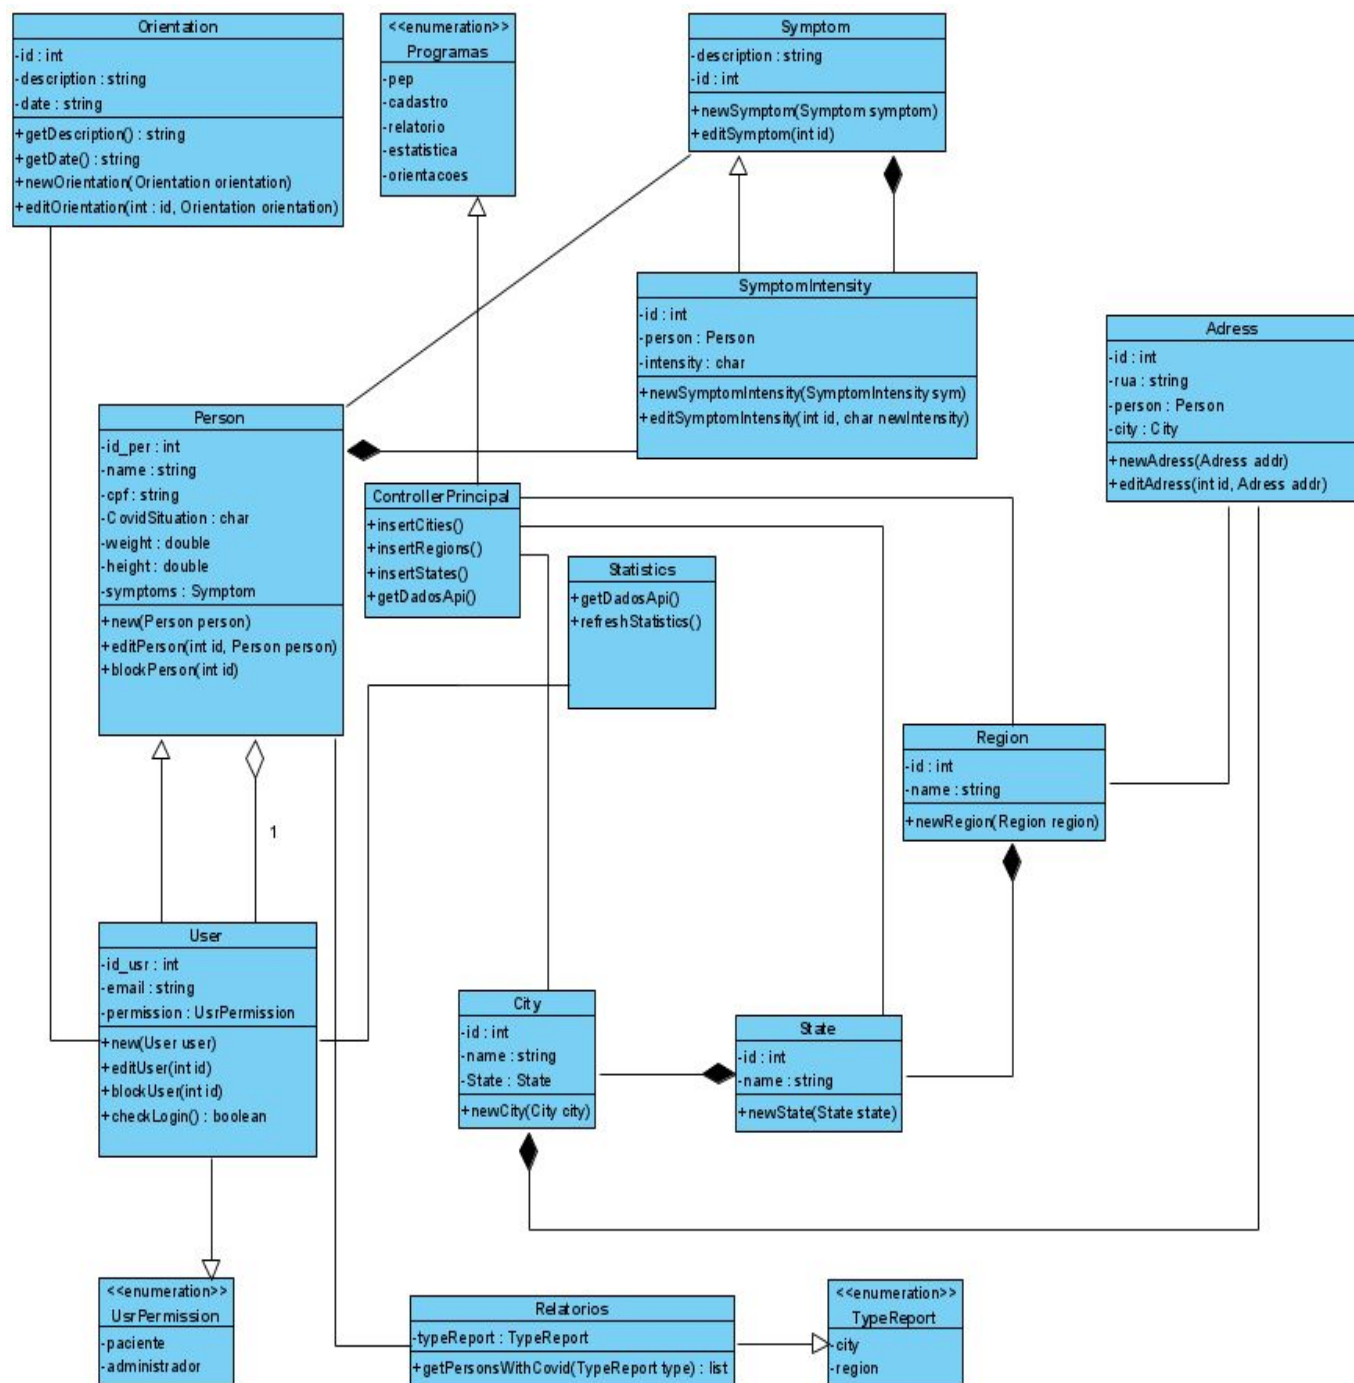 Orientation
-id : int
-description : string
-date : string
+getDescription() : string
+getDate() : string
+newOrientation(Orientation orientation)
+editOrientation(int : id, Orientation orientation)
<<enumeration>>
Programas
-pep
-cadastro
-relatorio
-estatistica
-orientacoes
Symptom
-description : string
-id : int
+newSymptom(Symptom symptom)
+editSymptom(int id)
SymptomIntensity
-id : int
-person : Person
-intensity : char
+newSymptomIntensity(SymptomIntensity sym)
+editSymptomIntensity(int id, char newIntensity)
Adress
-id : int
-rua : string
-person : Person
-city : City
+newAdress(Adress addr)
+editAdress(int id, Adress addr)
Person
-id_per : int
-name : string
-cpf : string
-CovidSituation : char
-weight : double
-height : double
-symptoms : Symptom
+new(Person person)
+editPerson(int id, Person person)
+blockPerson(int id)
ControllerPrincipal
+insertCities()
+insertRegions()
+insertStates()
+getDadosApi()
Statistics
+getDadosApi()
+refreshStatistics()
Region
-id : int
-name : string
+newRegion(Region region)
1
User
-id_usr : int
-email : string
-permission : UsrPermission
+new(User user)
+editUser(int id)
+blockUser(int id)
+checkLogin() : boolean
City
-id : int
-name : string
-State : State
+newCity(City city)
State
-id : int
-name : string
+newState(State state)
<<enumeration>>
UsrPermission
-paciente
-administrador
Relatorios
-typeReport : TypeReport
+getPersonsWithCovid(TypeReport type) : list
<<enumeration>>
TypeReport
-city
-region